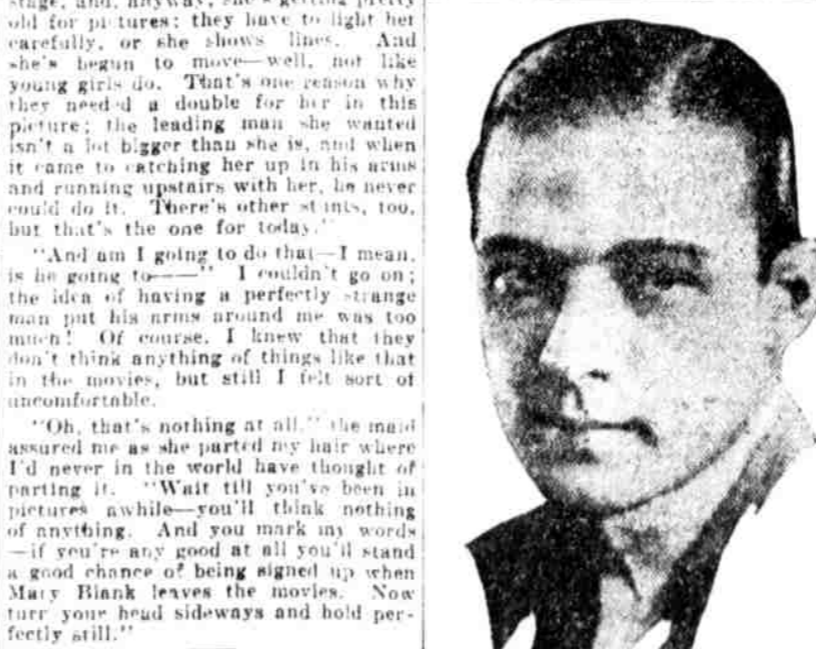 stage, and, anyway, she's getting pretty
old for pictures; they have to light her
carefully, or she shows lines. And
she's begun to move—well, not like
young girls do. That's one reason why
they needed a double for her in this
picture; the leading man she wanted
isn't a lot bigger than she is, and when
it came to catching her up in his arms
and running upstairs with her, he never
could do it. There's other stunts, too,
but that's the one for today."
"And am I going to do that—I mean,
is he going to——" I couldn't go on;
the idea of having a perfectly strange
man put his arms around me was too
much! Of course, I knew that they
don't think anything of things like that
in the movies, but still I felt sort of
uncomfortable.
"Oh, that's nothing at all," the maid
assured me as she parted my hair where
I'd never in the world have thought of
parting it. "Wait till you've been in
pictures awhile—you'll think nothing
of anything. And you mark my words
—if you're any good at all you'll stand
a good chance of being signed up when
Mary Blank leaves the movies. Now
turr your head sideways and hold per-
fectly still."